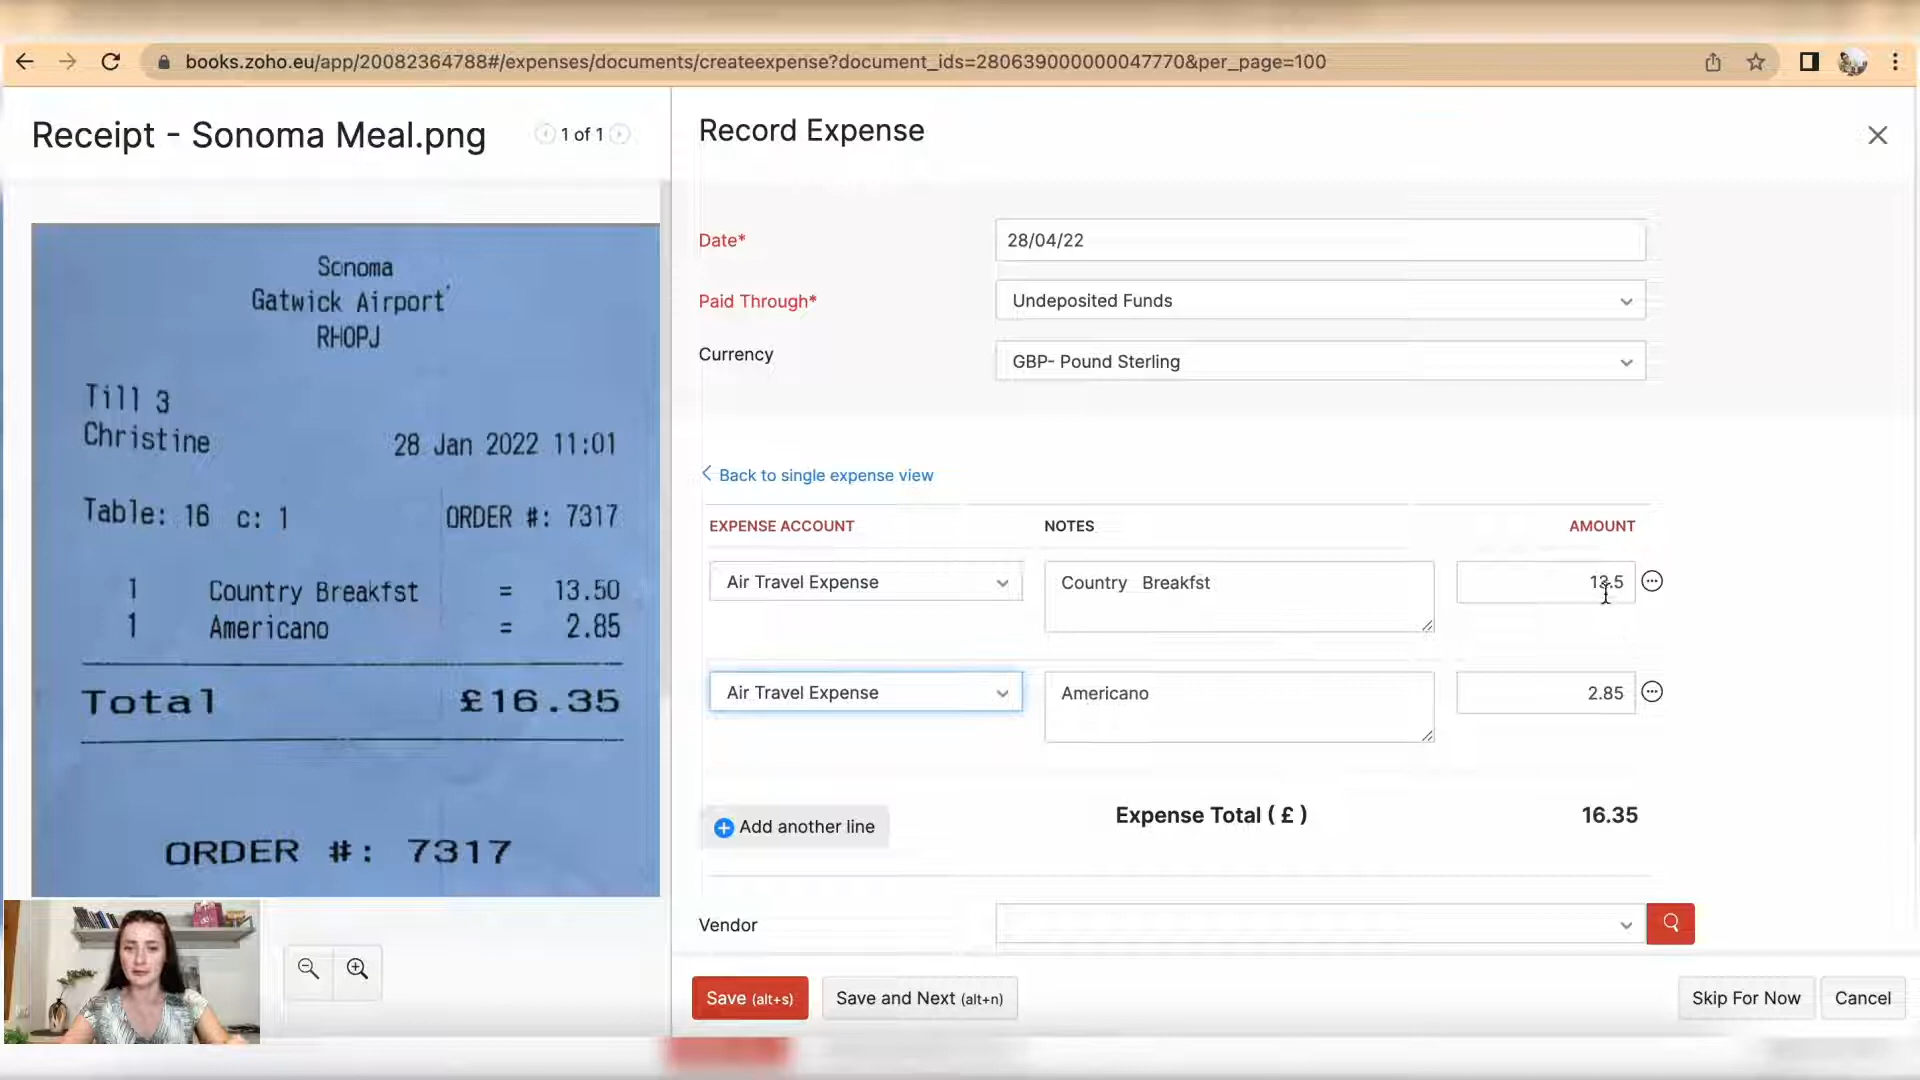 books.zoho.eu/app/20082364788#/expenses/documents/createexpense?document_ids=280639000000047770&per_page=100
Receipt - Sonoma Meal.png
1 of 1
Sonoma
Gatwick Airport
RHOPJ
Till 3
Christine 28 Jan 2022 11:01
Table: 16 c: 1 ORDER #: 7317
1 Country Breakfst = 13.50
1 Americano = 2.85
Total £16.35
ORDER #: 7317
Record Expense
Date* 28/04/22
Paid Through* Undeposited Funds
Currency GBP- Pound Sterling
Back to single expense view
EXPENSE ACCOUNT NOTES AMOUNT
Air Travel Expense Country Breakfst 13.5
Air Travel Expense Americano 2.85
Add another line Expense Total ( £ ) 16.35
Vendor
Save (alt+s) Save and Next (alt+n) Skip For Now Cancel